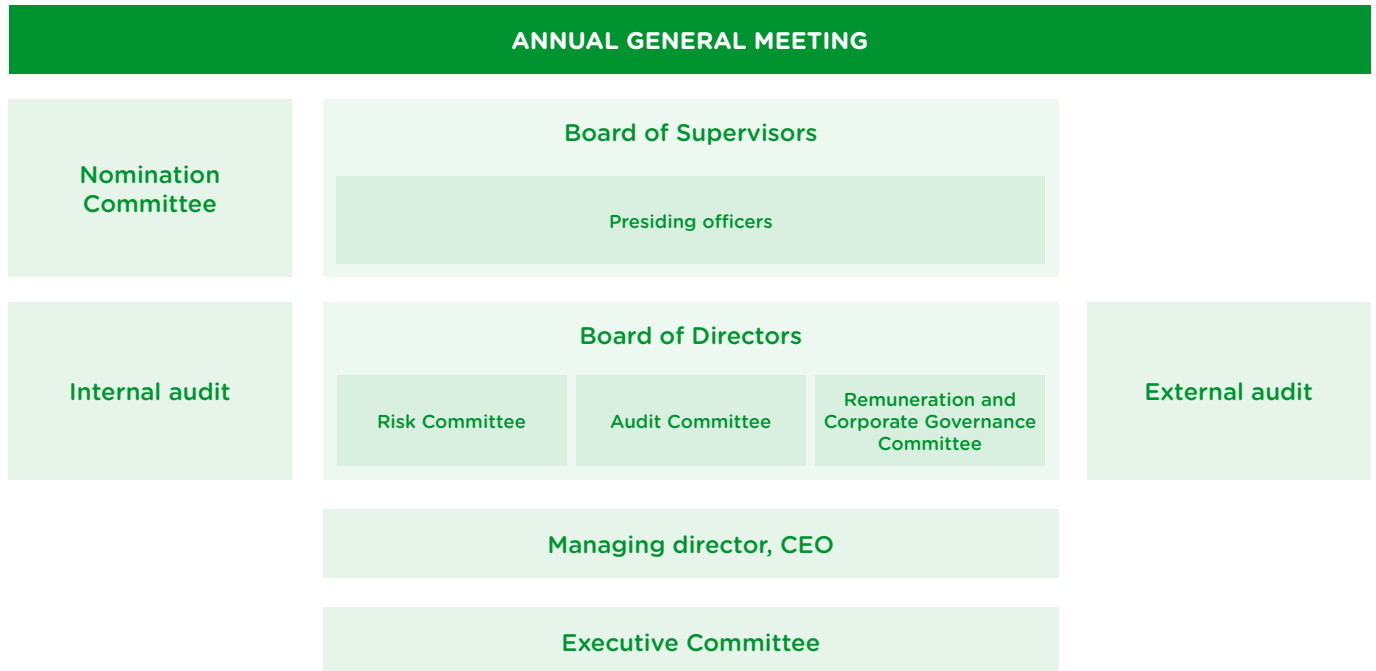 ANNUAL GENERAL MEETING
Nomination
Committee
Board of Supervisors
Presiding officers
Internal audit
Board of Directors
Risk Committee
Audit Committee
Remuneration and
Corporate Governance
Committee
External audit
Managing director, CEO
Executive Committee